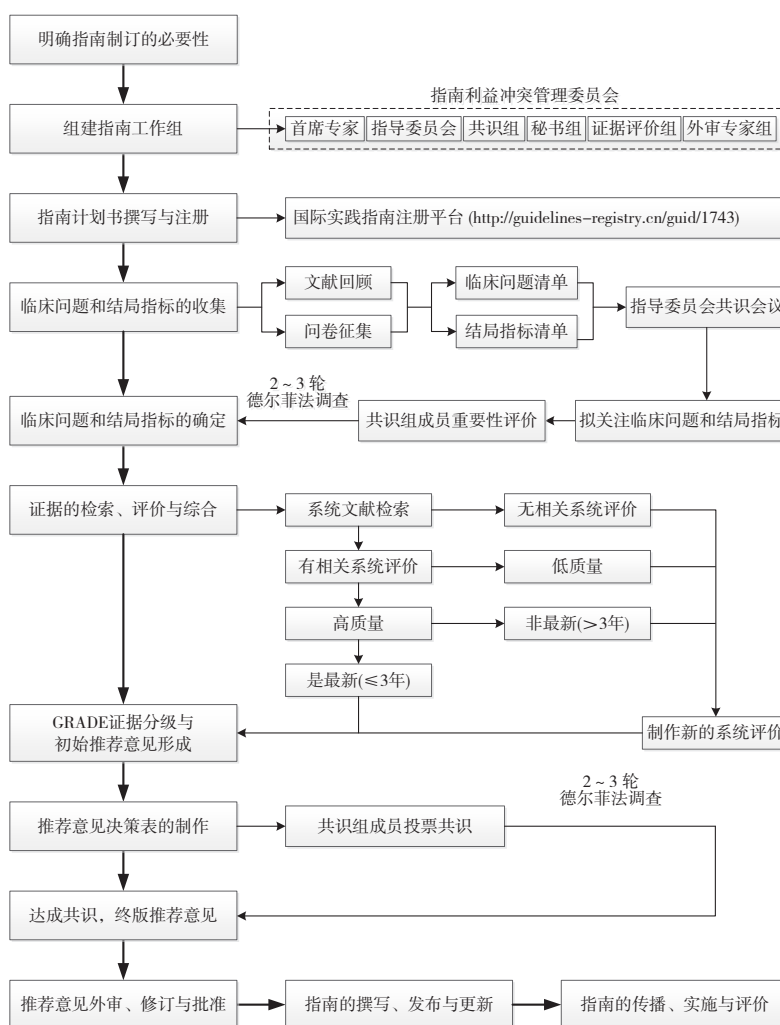 明确指南制订的必要性
指南利益冲突管理委员会
组建指南工作组
首席专家 指导委员会 共识组 秘书组 证据评价组 外审专家组
指南计划书撰写与注册
国际实践指南注册平台 (http://guidelines-registry.cn/guid/1743)
临床问题和结局指标的收集
文献回顾
问卷征集
临床问题清单
结局指标清单
指导委员会共识会议
临床问题和结局指标的确定
2~3 轮
德尔菲法调查
共识组成员重要性评价
拟关注临床问题和结局指标
证据的检索、评价与综合
系统文献检索
无相关系统评价
有相关系统评价
低质量
高质量
非最新(>3年)
是最新(≤3年)
GRADE证据分级与
初始推荐意见形成
制作新的系统评价
2~3 轮
德尔菲法调查
推荐意见决策表的制作
共识组成员投票共识
达成共识，终版推荐意见
推荐意见外审、修订与批准
指南的撰写、发布与更新
指南的传播、实施与评价